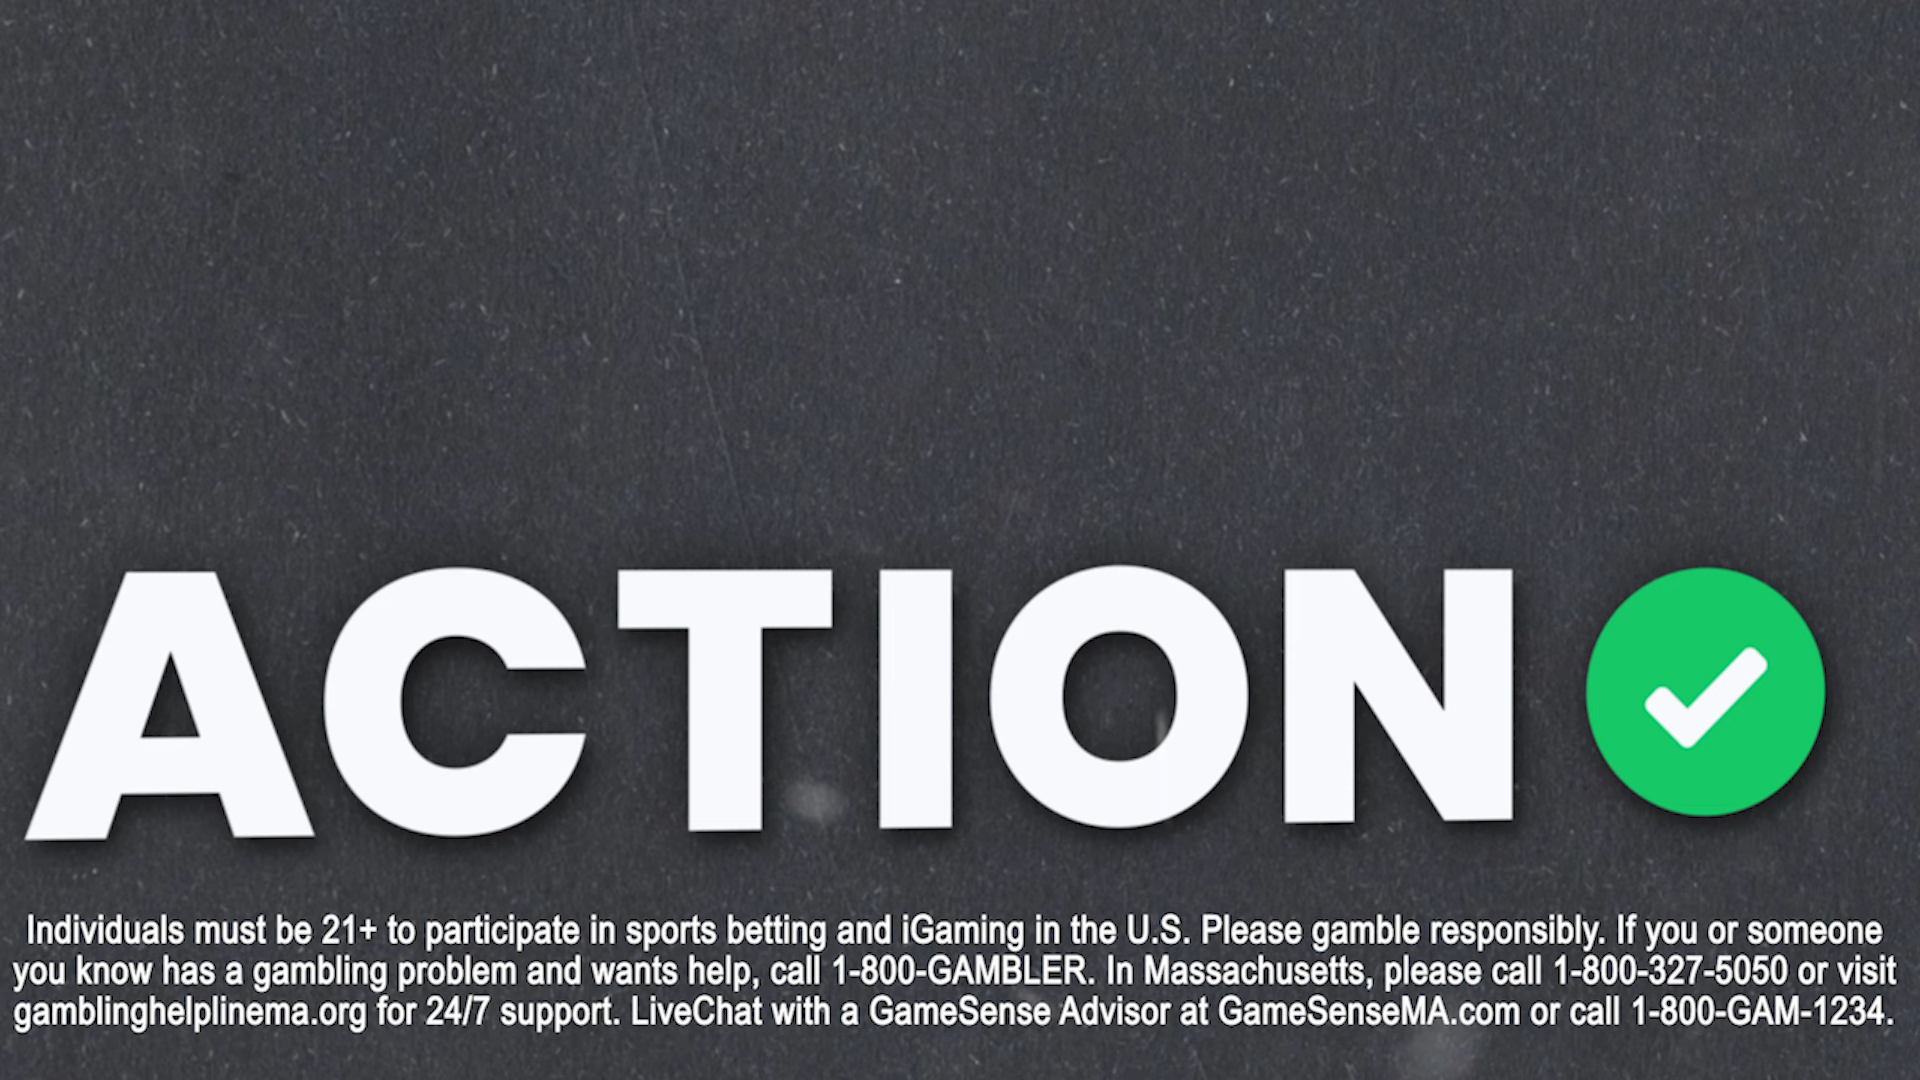 ACTION
Individuals must be 21+ to participate in sports betting and iGaming in the U.S. Please gamble responsibly. If you or someone
you know has a gambling problem and wants help, call 1-800-GAMBLER. In Massachusetts, please call 1-800-327-5050 or visit
gamblinghelplinema.org for 24/7 support. LiveChat with a GameSense Advisor at GameSenseMA.com or call 1-800-GAM-1234.